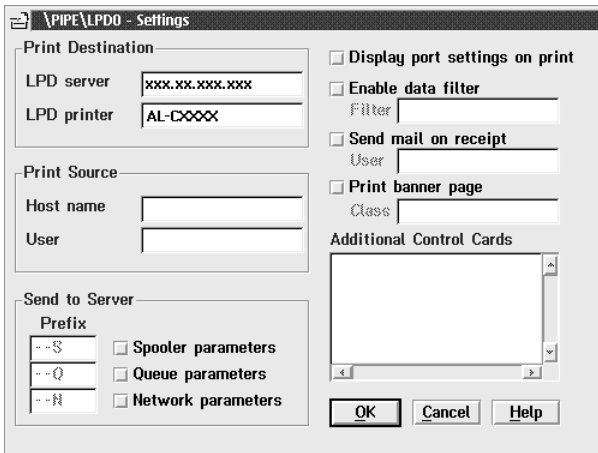 \PIPE\LPD0 - Settings
Print Destination
LPD server xxx.xx.xxx.xxx
LPD printer AL-CXXXX
Print Source
Host name
User
Send to Server
Prefix
--S Spooler parameters
--Q Queue parameters
--N Network parameters
Display port settings on print
Enable data filter
Filter
Send mail on receipt
User
Print banner page
Class
Additional Control Cards
OK Cancel Help